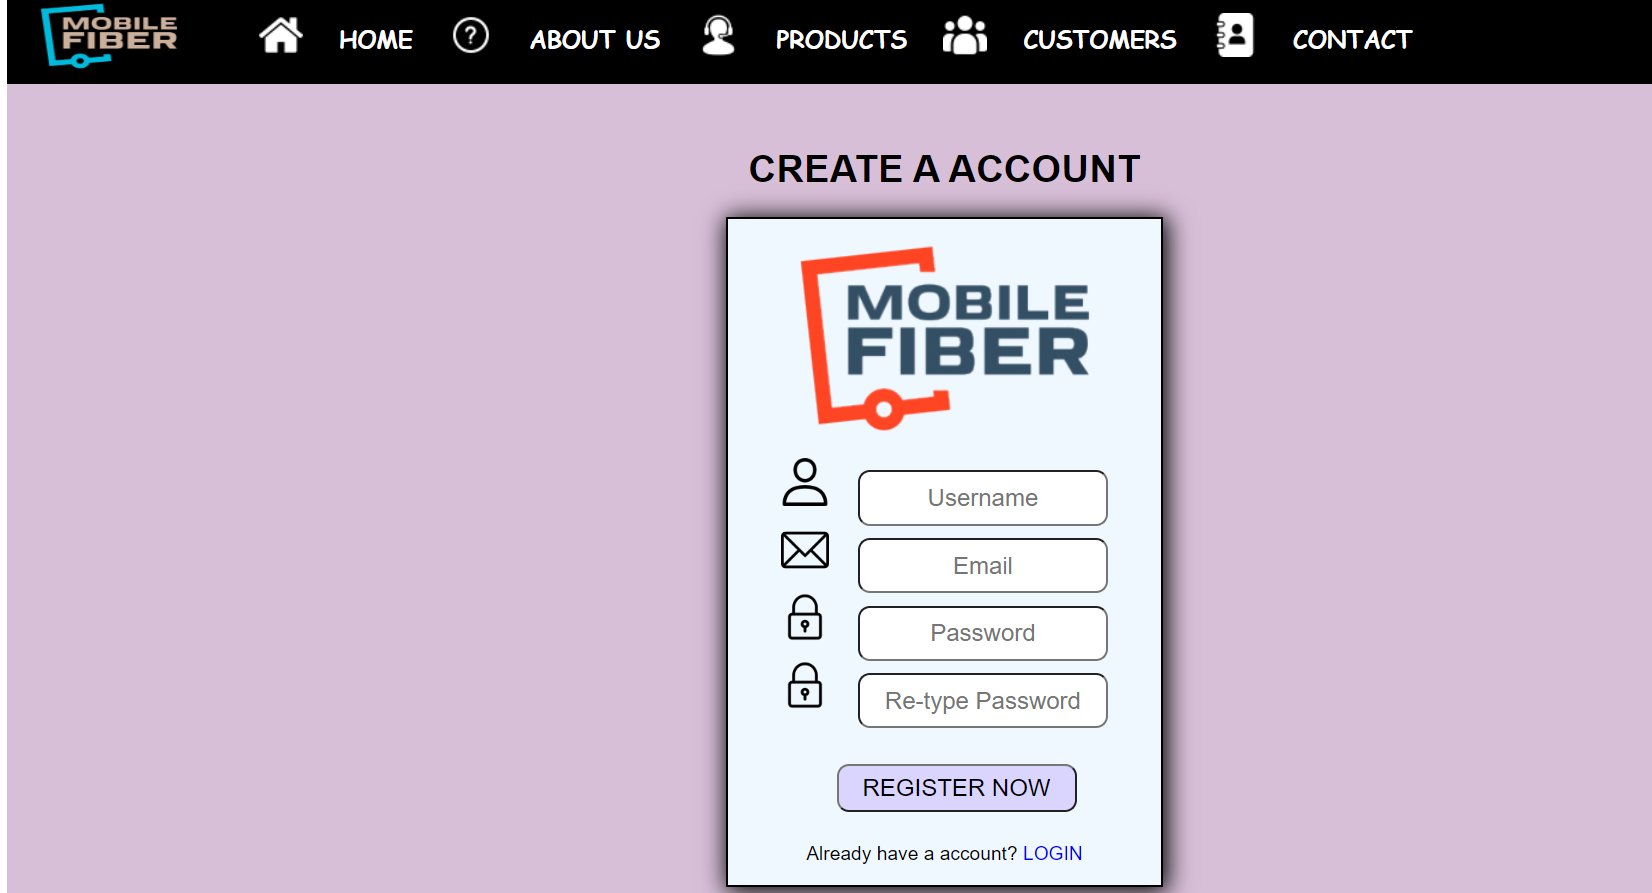 MOBILE
FIBER
HOME
ABOUT US
PRODUCTS
CUSTOMERS
CONTACT
CREATE A ACCOUNT
MOBILE
FIBER
Username
Email
Password
Re-type Password
REGISTER NOW
Already have a account? LOGIN